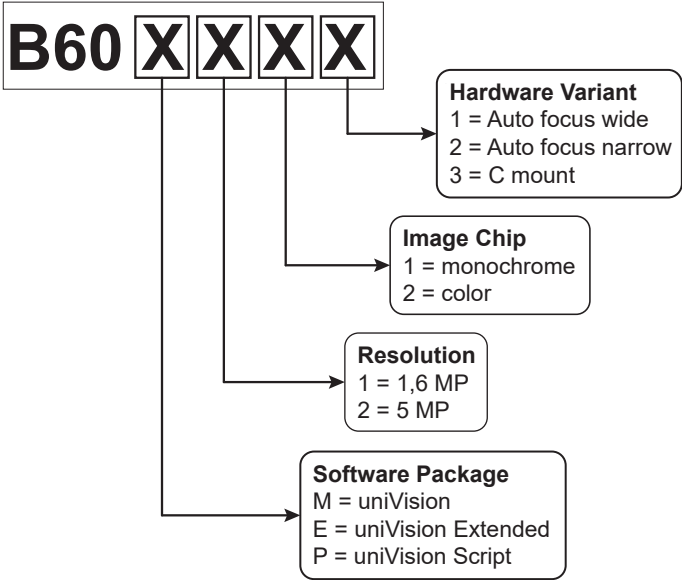 B60 X X X X
Hardware Variant
1 = Auto focus wide
2 = Auto focus narrow
3 = C mount
Image Chip
1 = monochrome
2 = color
Resolution
1 = 1,6 MP
2 = 5 MP
Software Package
M = uniVision
E = uniVision Extended
P = uniVision Script